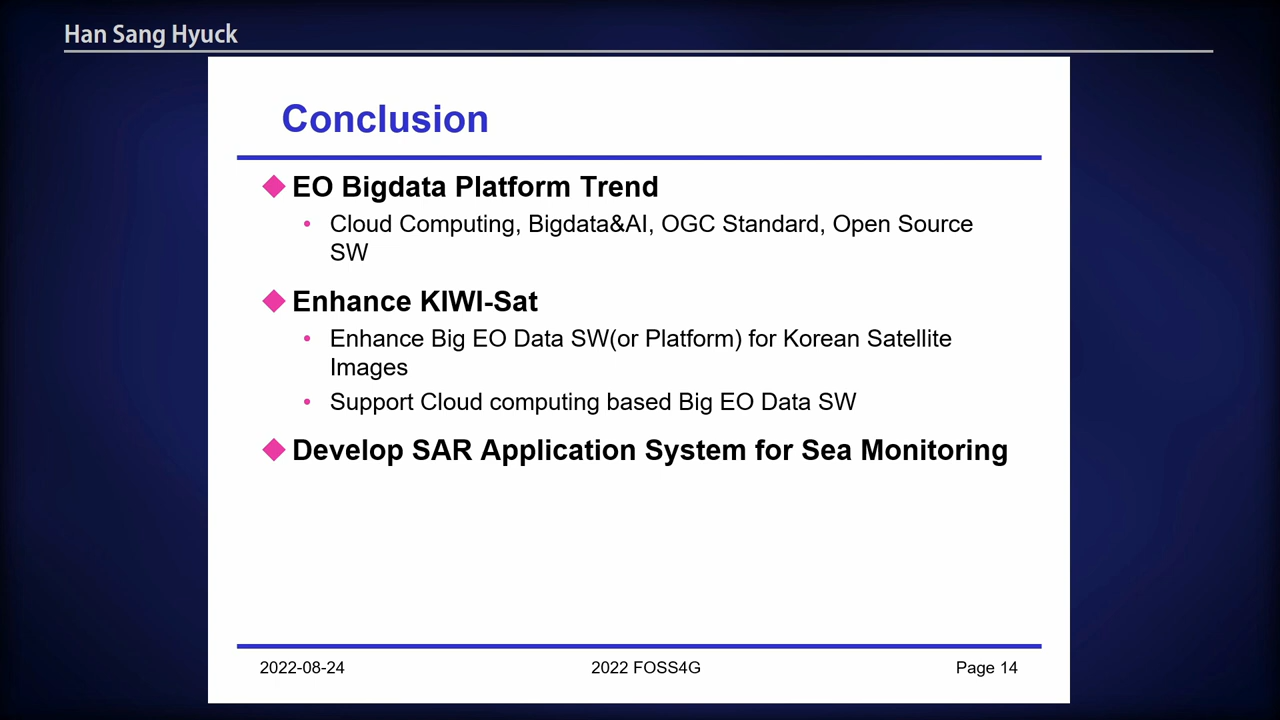 Han Sang Hyuck
Conclusion
EO Bigdata Platform Trend
• Cloud Computing, Bigdata&AI, OGC Standard, Open Source
SW
Enhance KIWI-Sat
• Enhance Big EO Data SW(or Platform) for Korean Satellite
Images
• Support Cloud computing based Big EO Data SW
Develop SAR Application System for Sea Monitoring
2022-08-24 2022 FOSS4G Page 14